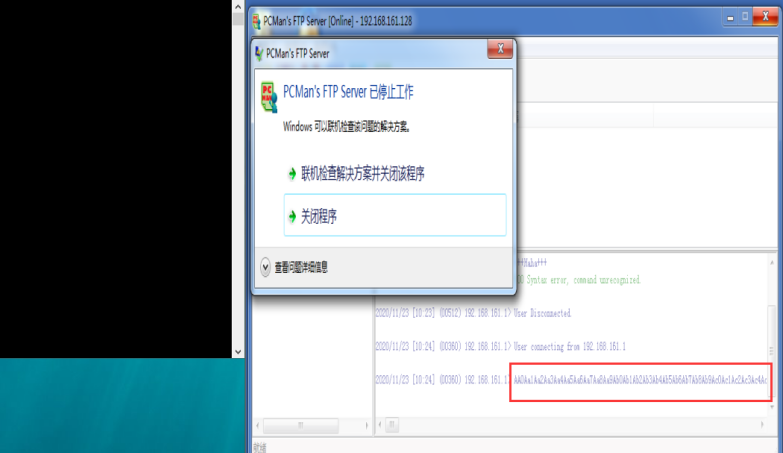 PCMan's FTP Server [Online] - 192.168.161.128
PCMan's FTP Server
PCMan's FTP Server 已停止工作
Windows 可以联机检查该问题的解决方案。
联机检查解决方案并关闭该程序
关闭程序
查看问题详细信息
Syntax error, command unrecognized.
2020/11/23 [10:23] (00512) 192.168.161.1> User Disconnected
2020/11/23 [10:24] (00360) 192.168.161.1> User connecting from 192.168.161.1
2020/11/23 [10:24] (00360) 192.168.161.1> AA0Aa1Aa2Aa3Aa4Aa5Aa6Aa7Aa8Aa9Ab0Ab1Ab2Ab3Ab4Ab5Ab6Ab7Ab8Ab9Ac0Ac1Ac2Ac3Ac4Ac
就绪